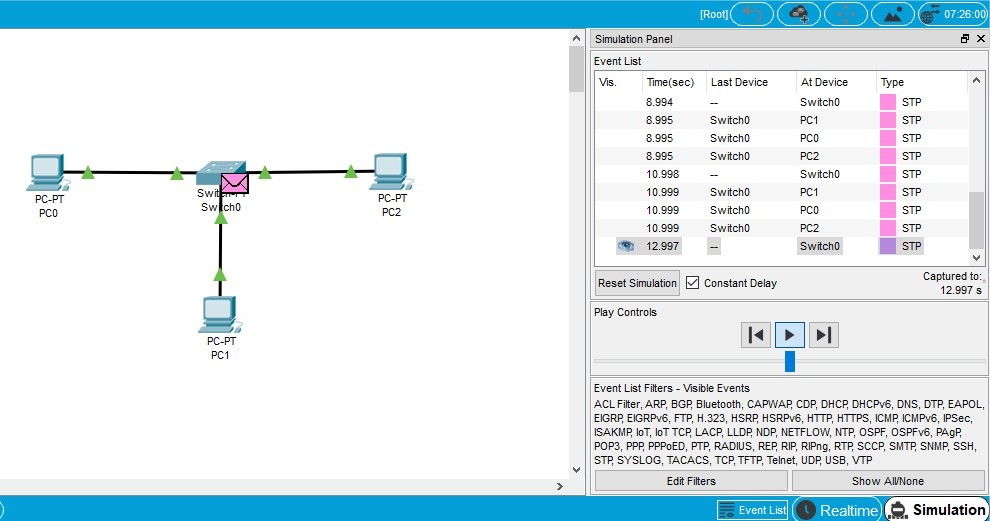 [Root]
07:26:00
Simulation Panel
Event List
Vis. Time(sec) Last Device At Device Type
8.994 -- Switch0 STP
8.995 Switch0 PC1 STP
8.995 Switch0 PC0 STP
8.995 Switch0 PC2 STP
10.998 -- Switch0 STP
10.999 Switch0 PC1 STP
10.999 Switch0 PC0 STP
10.999 Switch0 PC2 STP
12.997 -- Switch0 STP
Reset Simulation Constant Delay Captured to:
12.997 s
Play Controls
Event List Filters - Visible Events
ACL Filter, ARP, BGP, Bluetooth, CAPWAP, CDP, DHCP, DHCPv6, DNS, DTP, EAPOL,
EIGRP, EIGRPv6, FTP, H.323, HSRP, HSRPv6, HTTP, HTTPS, ICMP, ICMPv6, IPSec,
ISAKMP, IoT, IoT TCP, LACP, LLDP, NDP, NETFLOW, NTP, OSPF, OSPFv6, PAgP,
POP3, PPP, PPPoED, PTP, RADIUS, REP, RIP, RIPng, RTP, SCCP, SMTP, SNMP, SSH,
STP, SYSLOG, TACACS, TCP, TFTP, Telnet, UDP, USB, VTP
Edit Filters Show All/None
Event List Realtime Simulation
PC-PT
PC0
Switch0
PC-PT
PC2
PC-PT
PC1